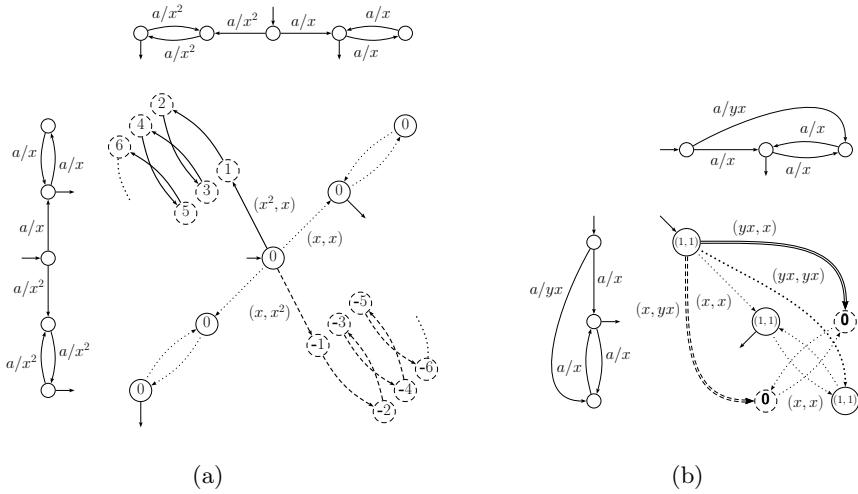 a/x² a/x² a/x a/x
a/x² a/x
2
4
6
1
3
5
0
0
0
0
0
(x², x)
(x, x)
(x, x²)
-1
-3
-5
-2
-4
-6
a/x a/x
a/x
a/x²
a/x² a/x²
a/yx
a/x a/x
a/x
a/yx a/x
a/x a/x
(1, 1)
(yx, x)
(yx, yx)
(x, yx) (x, x)
(1, 1)
0
0
(x, x)
(1, 1)
(a) (b)